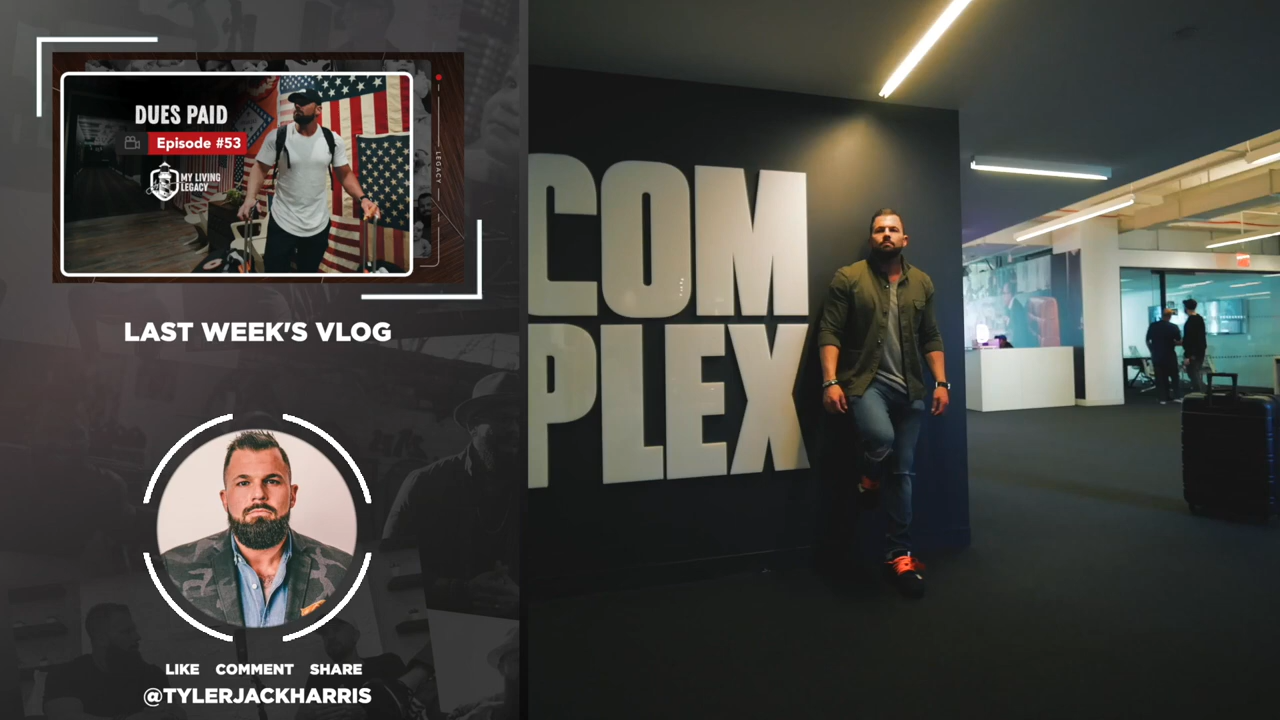 DUES PAID
Episode #53
MY LIVING
LEGACY
LEGACY
LAST WEEK'S VLOG
LIKE COMMENT SHARE
@TYLERJACKHARRIS
COM
PLEX